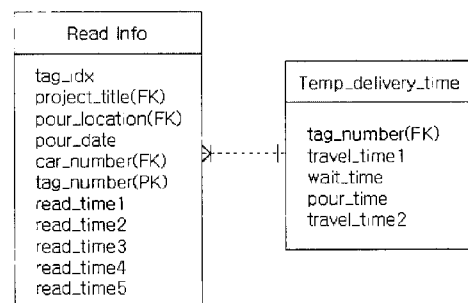 Read Info
tag_idx
project_title(FK)
pour_location(FK)
pour_date
car_number(FK)
tag_number(PK)
read_time1
read_time2
read_time3
read_time4
read_time5
Temp_delivery_time
tag_number(FK)
travel_time1
wait_time
pour_time
travel_time2